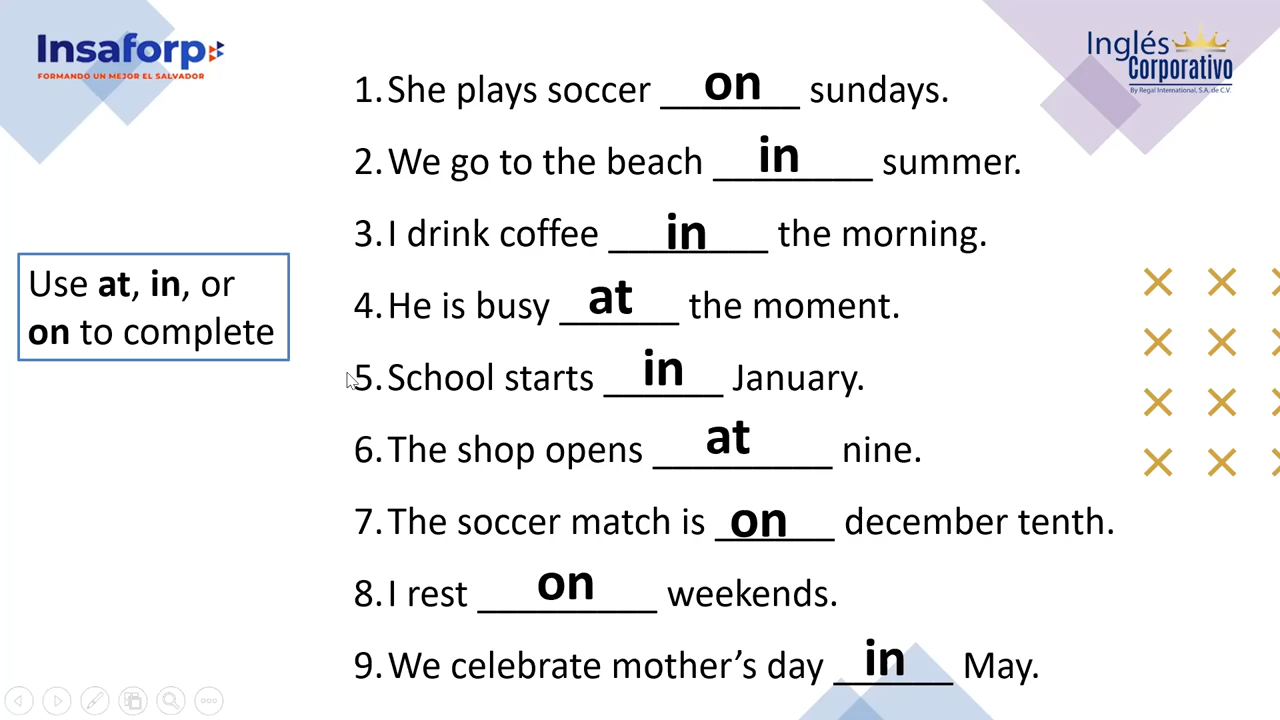 Insaforp
FORMANDO UN MEJOR EL SALVADOR
Inglés
Corporativo
By Regal International, S.A. de C.V.
Use at, in, or
on to complete
1. She plays soccer on sundays.
2. We go to the beach in summer.
3. I drink coffee in the morning.
4. He is busy at the moment.
5. School starts in January.
6. The shop opens at nine.
7. The soccer match is on december tenth.
8. I rest on weekends.
9. We celebrate mother’s day in May.